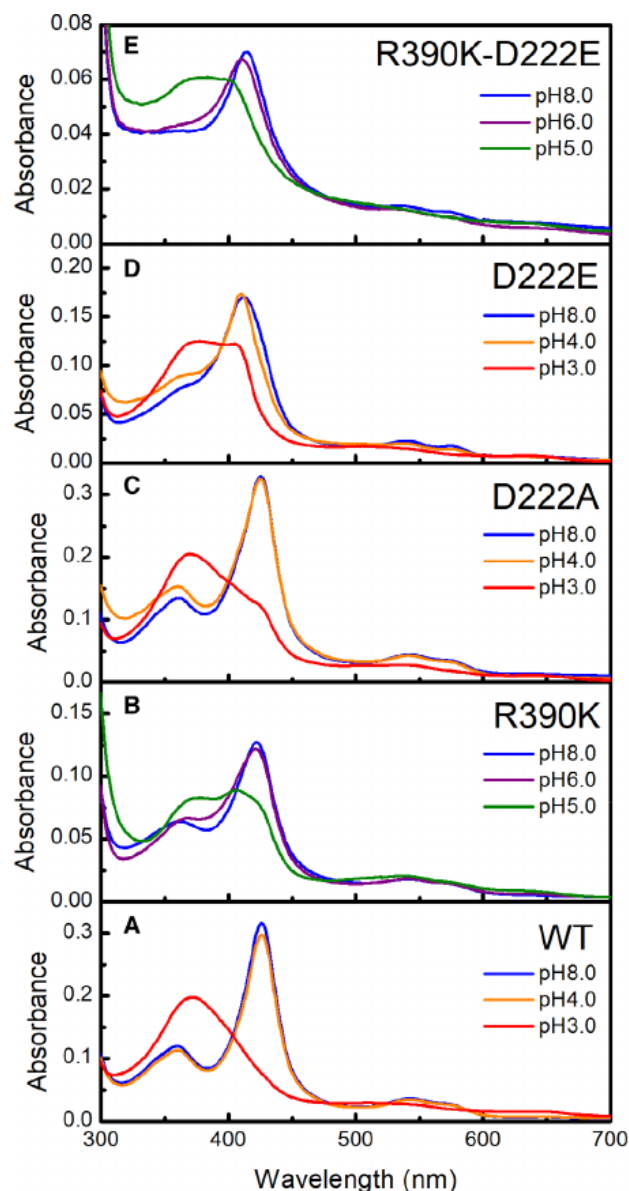 E
R390K-D222E
pH8.0
pH6.0
pH5.0
0.08
0.06
0.04
0.02
0.00
Absorbance
D
D222E
pH8.0
pH4.0
pH3.0
0.20
0.15
0.10
0.05
0.00
Absorbance
C
D222A
pH8.0
pH4.0
pH3.0
0.3
0.2
0.1
0.0
Absorbance
B
R390K
pH8.0
pH6.0
pH5.0
0.15
0.10
0.05
0.00
Absorbance
A
WT
pH8.0
pH4.0
pH3.0
0.3
0.2
0.1
0.0
Absorbance
300 400 500 600 700
Wavelength (nm)